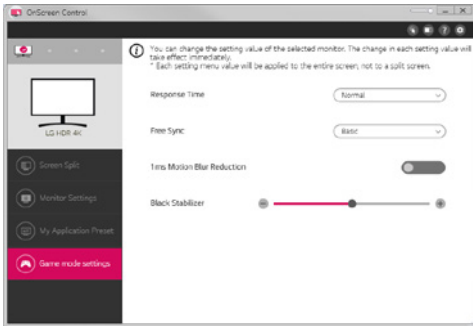 OnScreen Control
You can change the setting value of the selected monitor. The change in each setting value will
take effect immediately.
* Each setting menu value will be applied to the entire screen; not to a split screen.
LG HDR 4K
Response Time
Normal
Free Sync
Basic
1ms Motion Blur Reduction
Black Stabilizer
Screen Split
Monitor Settings
My Application Preset
Game mode settings